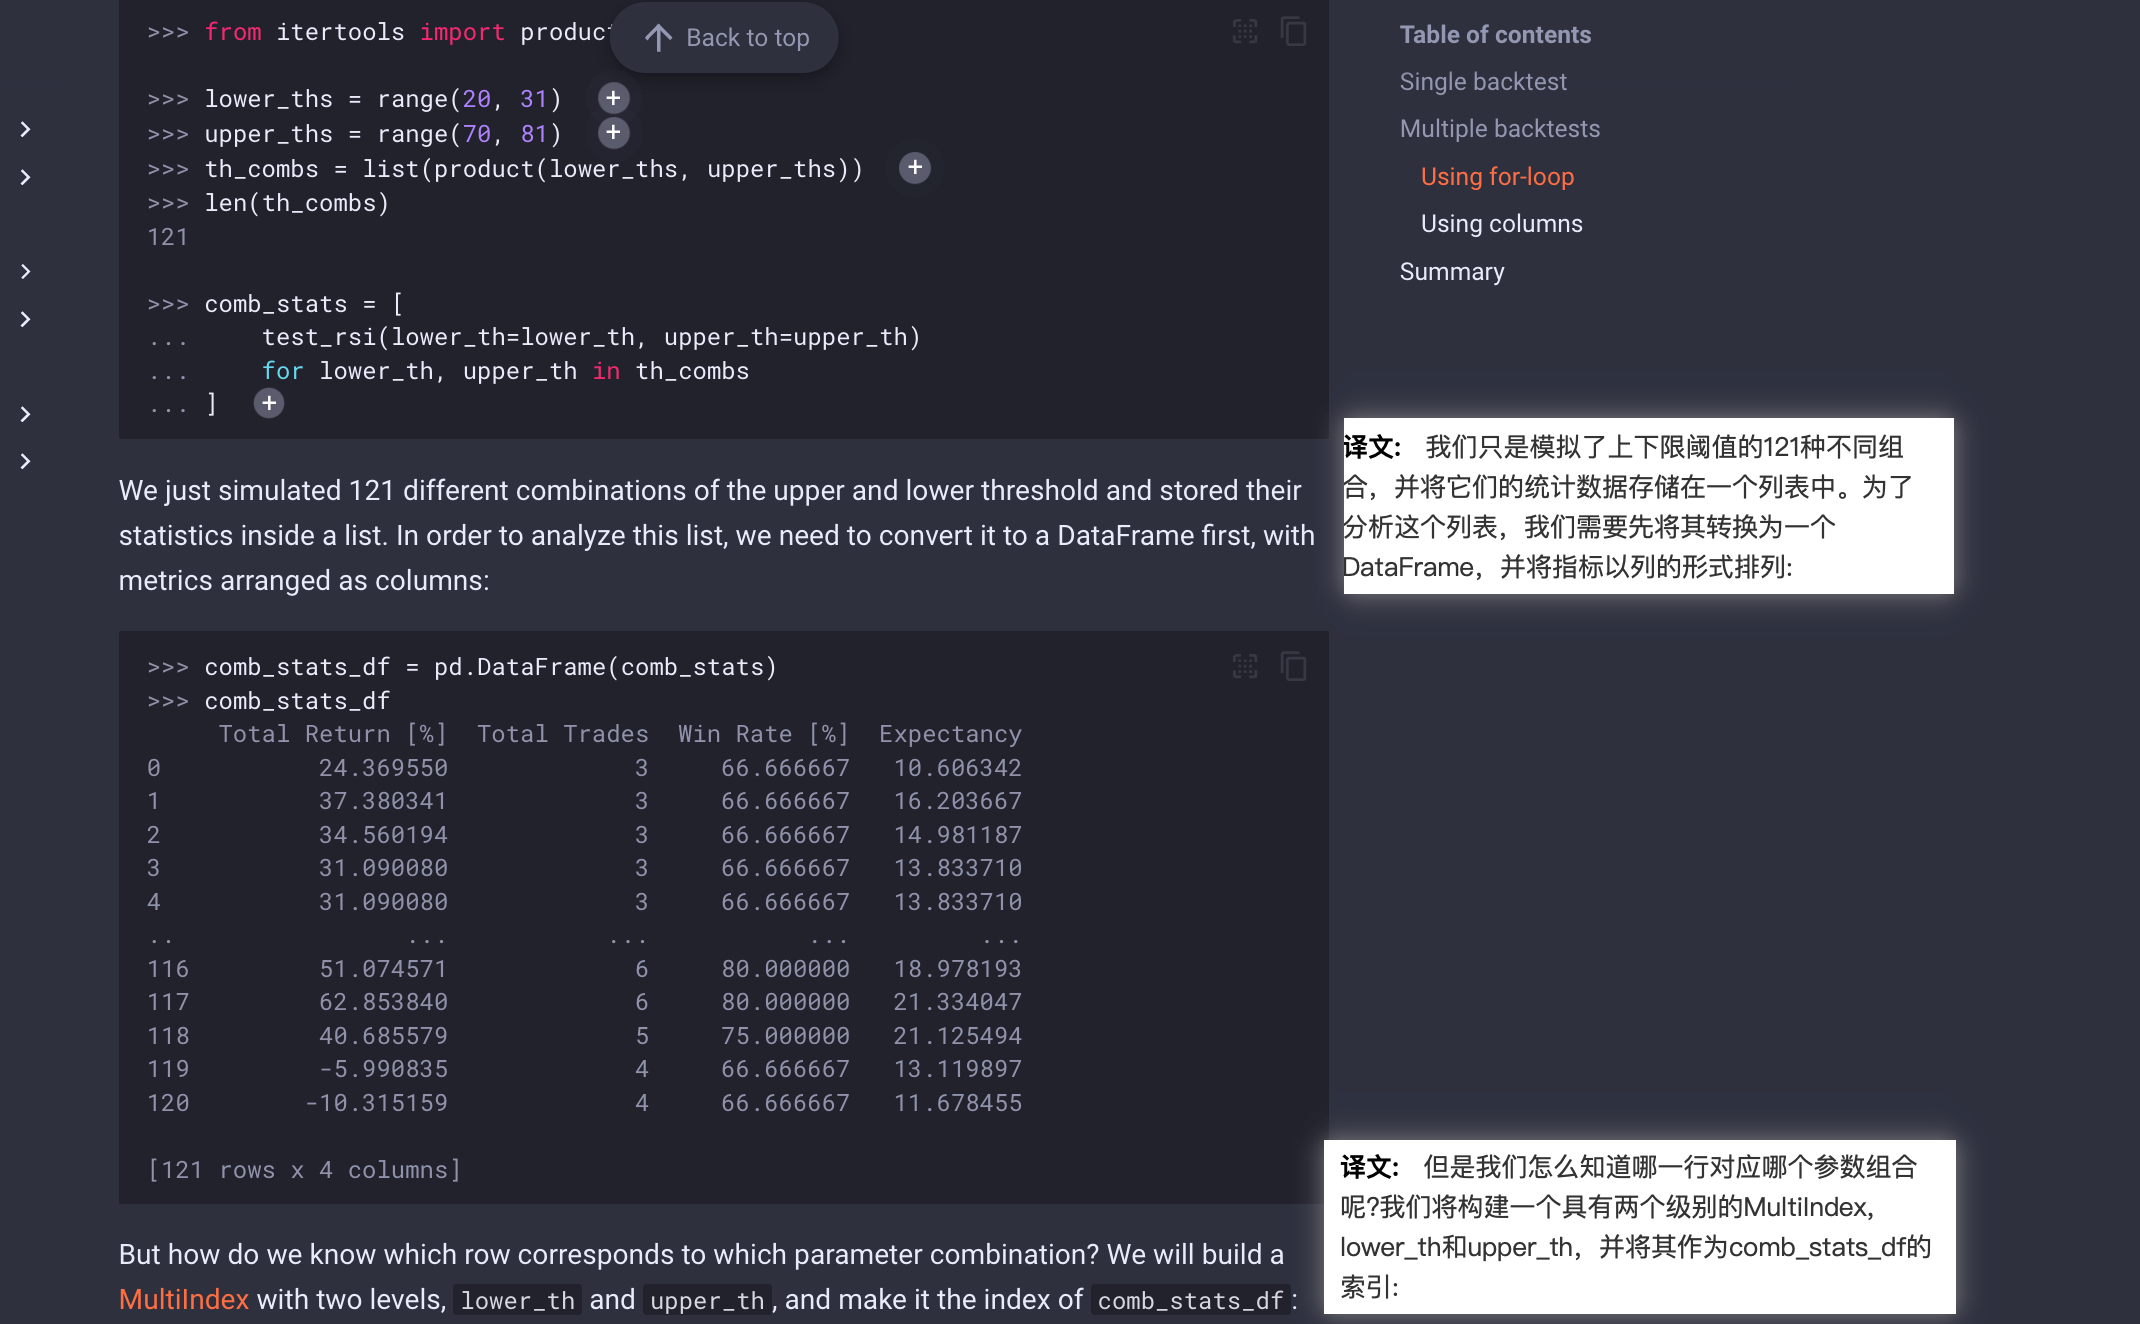 >>> from itertools import product
Back to top
>>> lower_ths = range(20, 31)
>>> upper_ths = range(70, 81)
>>> th_combs = list(product(lower_ths, upper_ths))
>>> len(th_combs)
121
>>> comb_stats = [
...     test_rsi(lower_th=lower_th, upper_th=upper_th)
...     for lower_th, upper_th in th_combs
... ]
We just simulated 121 different combinations of the upper and lower threshold and stored their
statistics inside a list. In order to analyze this list, we need to convert it to a DataFrame first, with
metrics arranged as columns:
>>> comb_stats_df = pd.DataFrame(comb_stats)
>>> comb_stats_df
     Total Return [%]  Total Trades  Win Rate [%]  Expectancy
0           24.369550             3     66.666667   10.606342
1           37.380341             3     66.666667   16.203667
2           34.560194             3     66.666667   14.981187
3           31.090080             3     66.666667   13.833710
4           31.090080             3     66.666667   13.833710
..                ...           ...           ...         ...
116         51.074571             6     80.000000   18.978193
117         62.853840             6     80.000000   21.334047
118         40.685579             5     75.000000   21.125494
119         -5.990835             4     66.666667   13.119897
120        -10.315159             4     66.666667   11.678455
[121 rows x 4 columns]
But how do we know which row corresponds to which parameter combination? We will build a
MultiIndex with two levels, lower_th and upper_th, and make it the index of comb_stats_df:
Table of contents
Single backtest
Multiple backtests
Using for-loop
Using columns
Summary
译文: 我们只是模拟了上下限阈值的121种不同组
合，并将它们的统计数据存储在一个列表中。为了
分析这个列表，我们需要先将其转换为一个
DataFrame，并将指标以列的形式排列:
译文: 但是我们怎么知道哪一行对应哪个参数组合
呢?我们将构建一个具有两个级别的MultiIndex,
lower_th和upper_th，并将其作为comb_stats_df的
索引: